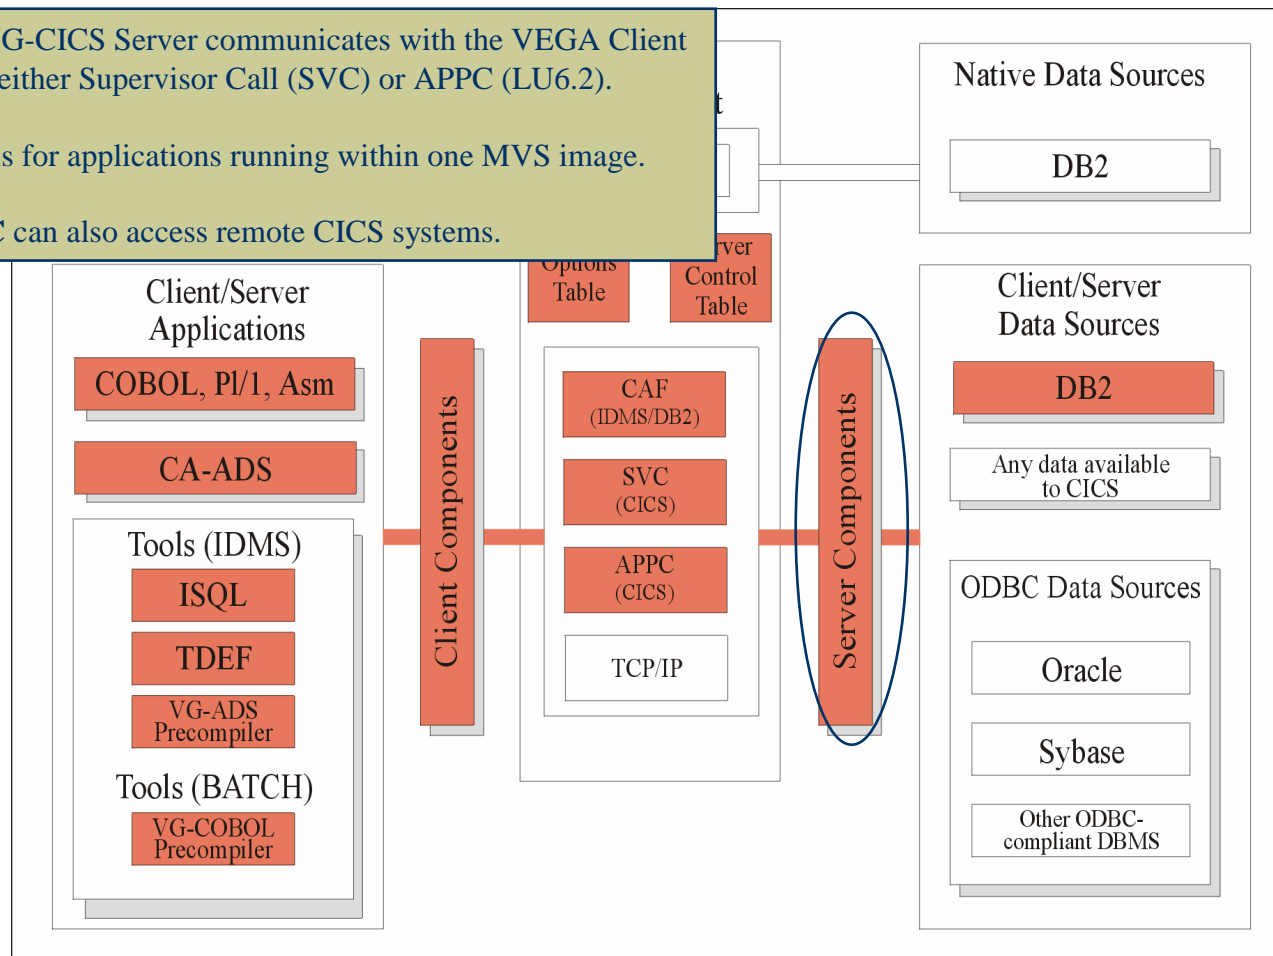 G-CICS Server communicates with the VEGA Client
either Supervisor Call (SVC) or APPC (LU6.2).
s for applications running within one MVS image.
C can also access remote CICS systems.
t
Native Data Sources
DB2
Options
Table
rver
Control
Table
Client/Server
Applications
COBOL, Pl/1, Asm
CA-ADS
Tools (IDMS)
ISQL
TDEF
VG-ADS
Precompiler
Tools (BATCH)
VG-COBOL
Precompiler
Client Components
CAF
(IDMS/DB2)
SVC
(CICS)
APPC
(CICS)
TCP/IP
Server Components
Client/Server
Data Sources
DB2
Any data available
to CICS
ODBC Data Sources
Oracle
Sybase
Other ODBC-
compliant DBMS